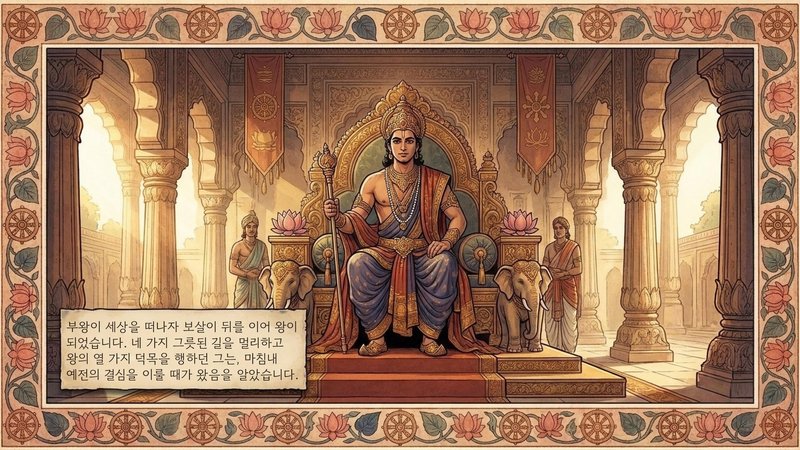 부왕이 세상을 떠나자 보살이 뒤를 이어 왕이
되었습니다. 네 가지 그릇된 길을 멀리하고
왕의 열 가지 덕목을 행하던 그는, 마침내
예전의 결심을 이룰 때가 왔음을 알았습니다.